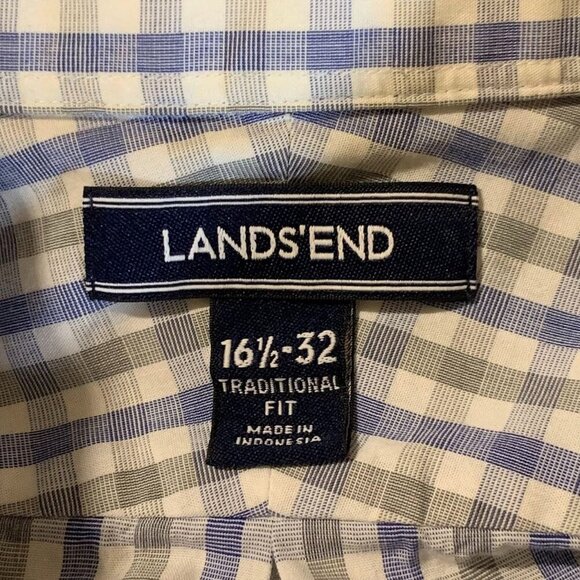 LANDS'END
16½-32
TRADITIONAL
FIT
MADE IN
INDONESIA